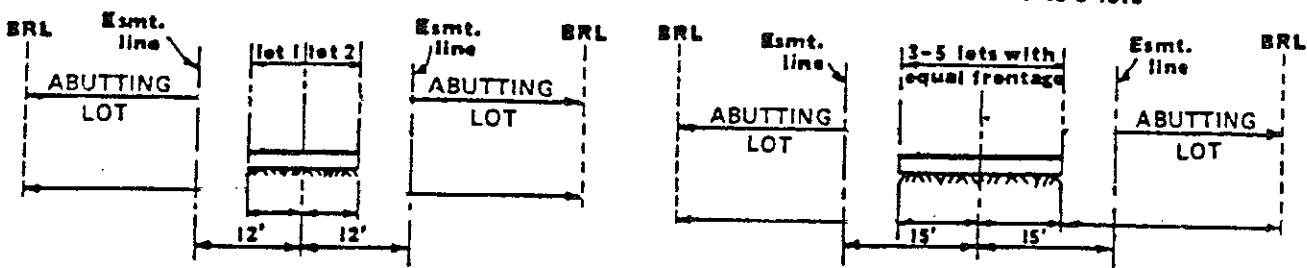 BRL
Esmt.
line
lot 1 lot 2
Esmt.
line
BRL
ABUTTING
LOT
ABUTTING
LOT
12'
12'
BRL
Esmt.
line
3-5 lots with
equal frontage
Esmt.
line
BRL
ABUTTING
LOT
ABUTTING
LOT
15'
15'